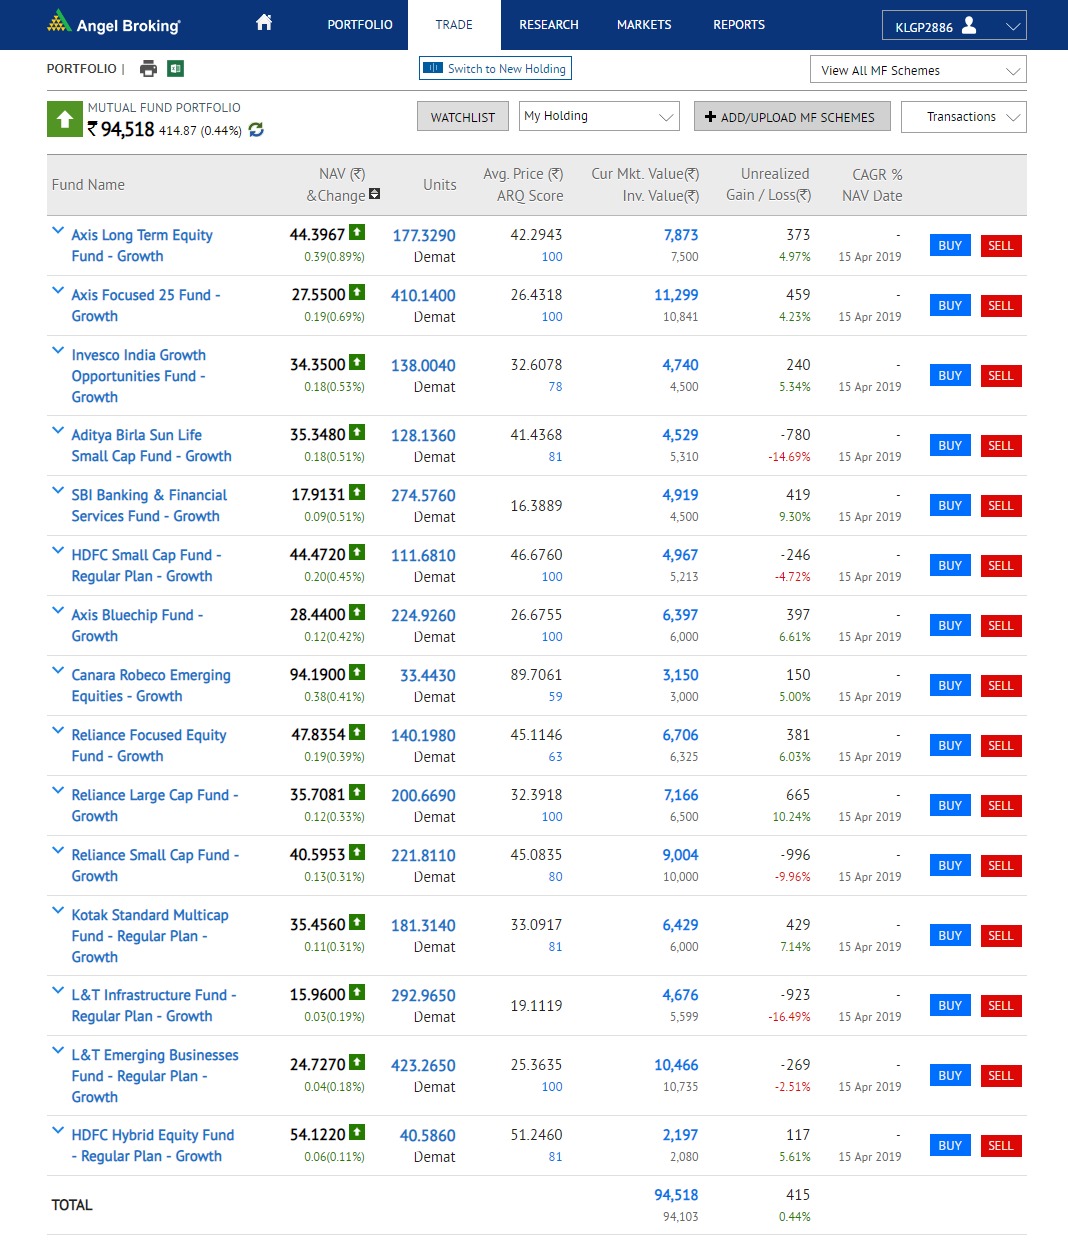 Angel Broking
PORTFOLIO TRADE RESEARCH MARKETS REPORTS KLGP2886
PORTFOLIO | Switch to New Holding View All MF Schemes
MUTUAL FUND PORTFOLIO
₹ 94,518 414.87 (0.44%) WATCHLIST My Holding ADD/UPLOAD MF SCHEMES Transactions
Fund Name NAV (₹) &Change Units Avg. Price (₹) ARQ Score Cur Mkt. Value(₹) Inv. Value(₹) Unrealized Gain / Loss(₹) CAGR % NAV Date
Axis Long Term Equity 44.3967 177.3290 42.2943 7,873 373 - BUY SELL
Fund - Growth 0.39(0.89%) Demat 100 7,500 4.97% 15 Apr 2019
Axis Focused 25 Fund - 27.5500 410.1400 26.4318 11,299 459 - BUY SELL
Growth 0.19(0.69%) Demat 100 10,841 4.23% 15 Apr 2019
Invesco India Growth
Opportunities Fund - 34.3500 138.0040 32.6078 4,740 240 - BUY SELL
Growth 0.18(0.53%) Demat 78 4,500 5.34% 15 Apr 2019
Aditya Birla Sun Life 35.3480 128.1360 41.4368 4,529 -780 - BUY SELL
Small Cap Fund - Growth 0.18(0.51%) Demat 81 5,310 -14.69% 15 Apr 2019
SBI Banking & Financial 17.9131 274.5760 16.3889 4,919 419 - BUY SELL
Services Fund - Growth 0.09(0.51%) Demat 4,500 9.30% 15 Apr 2019
HDFC Small Cap Fund - 44.4720 111.6810 46.6760 4,967 -246 - BUY SELL
Regular Plan - Growth 0.20(0.45%) Demat 100 5,213 -4.72% 15 Apr 2019
Axis Bluechip Fund - 28.4400 224.9260 26.6755 6,397 397 - BUY SELL
Growth 0.12(0.42%) Demat 100 6,000 6.61% 15 Apr 2019
Canara Robeco Emerging 94.1900 33.4430 89.7061 3,150 150 - BUY SELL
Equities - Growth 0.38(0.41%) Demat 59 3,000 5.00% 15 Apr 2019
Reliance Focused Equity 47.8354 140.1980 45.1146 6,706 381 - BUY SELL
Fund - Growth 0.19(0.39%) Demat 63 6,325 6.03% 15 Apr 2019
Reliance Large Cap Fund - 35.7081 200.6690 32.3918 7,166 665 - BUY SELL
Growth 0.12(0.33%) Demat 100 6,500 10.24% 15 Apr 2019
Reliance Small Cap Fund - 40.5953 221.8110 45.0835 9,004 -996 - BUY SELL
Growth 0.13(0.31%) Demat 80 10,000 -9.96% 15 Apr 2019
Kotak Standard Multicap
Fund - Regular Plan - 35.4560 181.3140 33.0917 6,429 429 - BUY SELL
Growth 0.11(0.31%) Demat 81 6,000 7.14% 15 Apr 2019
L&T Infrastructure Fund - 15.9600 292.9650 19.1119 4,676 -923 - BUY SELL
Regular Plan - Growth 0.03(0.19%) Demat 5,599 -16.49% 15 Apr 2019
L&T Emerging Businesses
Fund - Regular Plan - 24.7270 423.2650 25.3635 10,466 -269 - BUY SELL
Growth 0.04(0.18%) Demat 100 10,735 -2.51% 15 Apr 2019
HDFC Hybrid Equity Fund 54.1220 40.5860 51.2460 2,197 117 - BUY SELL
- Regular Plan - Growth 0.06(0.11%) Demat 81 2,080 5.61% 15 Apr 2019
TOTAL 94,518 415
94,103 0.44%